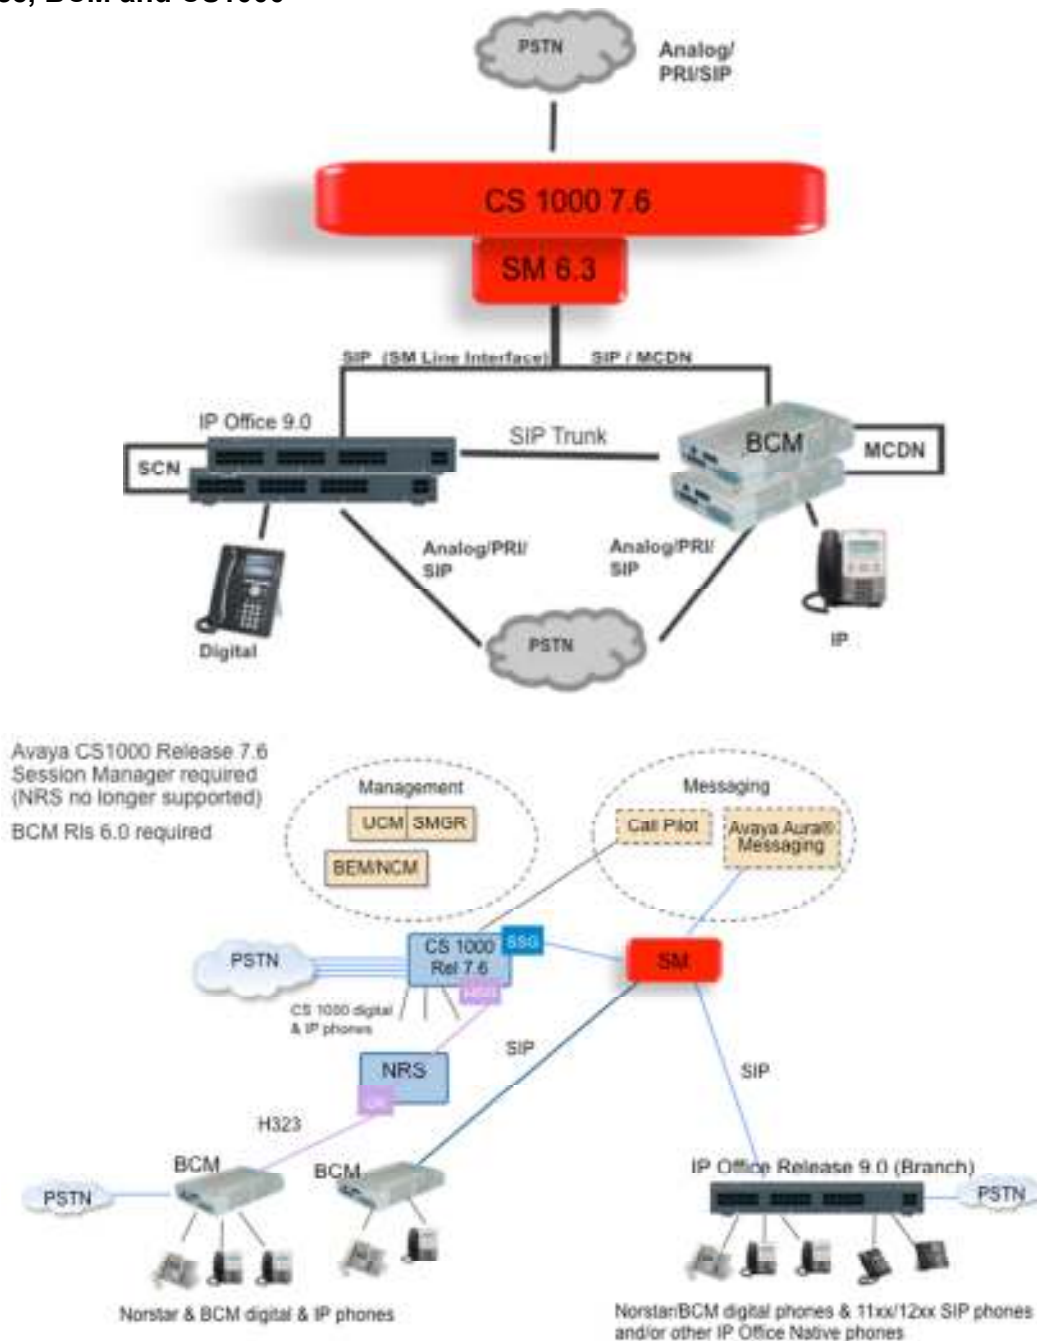 BCM and CS1000
PSTN
Analog/
PRI/SIP
CS 1000 7.6
SM 6.3
SIP (SM Line Interface)
SIP / MCDN
IP Office 9.0
SIP Trunk
BCM
SCN
MCDN
Analog/PRI/
SIP
Analog/PRI/
SIP
Digital
PSTN
IP
Avaya CS1000 Release 7.6
Session Manager required
(NRS no longer supported)
BCM Rls 6.0 required
Management
UCM SMGR
BEM/NCM
Messaging
Call Pilot
Avaya Aura®
Messaging
PSTN
CS 1000
Rel 7.6
SSG
SM
CS 1000 digital
& IP phones
NRS
SIP
SIP
H323
BCM
BCM
PSTN
IP Office Release 9.0 (Branch)
PSTN
Norstar & BCM digital & IP phones
Norstar/BCM digital phones & 11xx/12xx SIP phones
and/or other IP Office Native phones